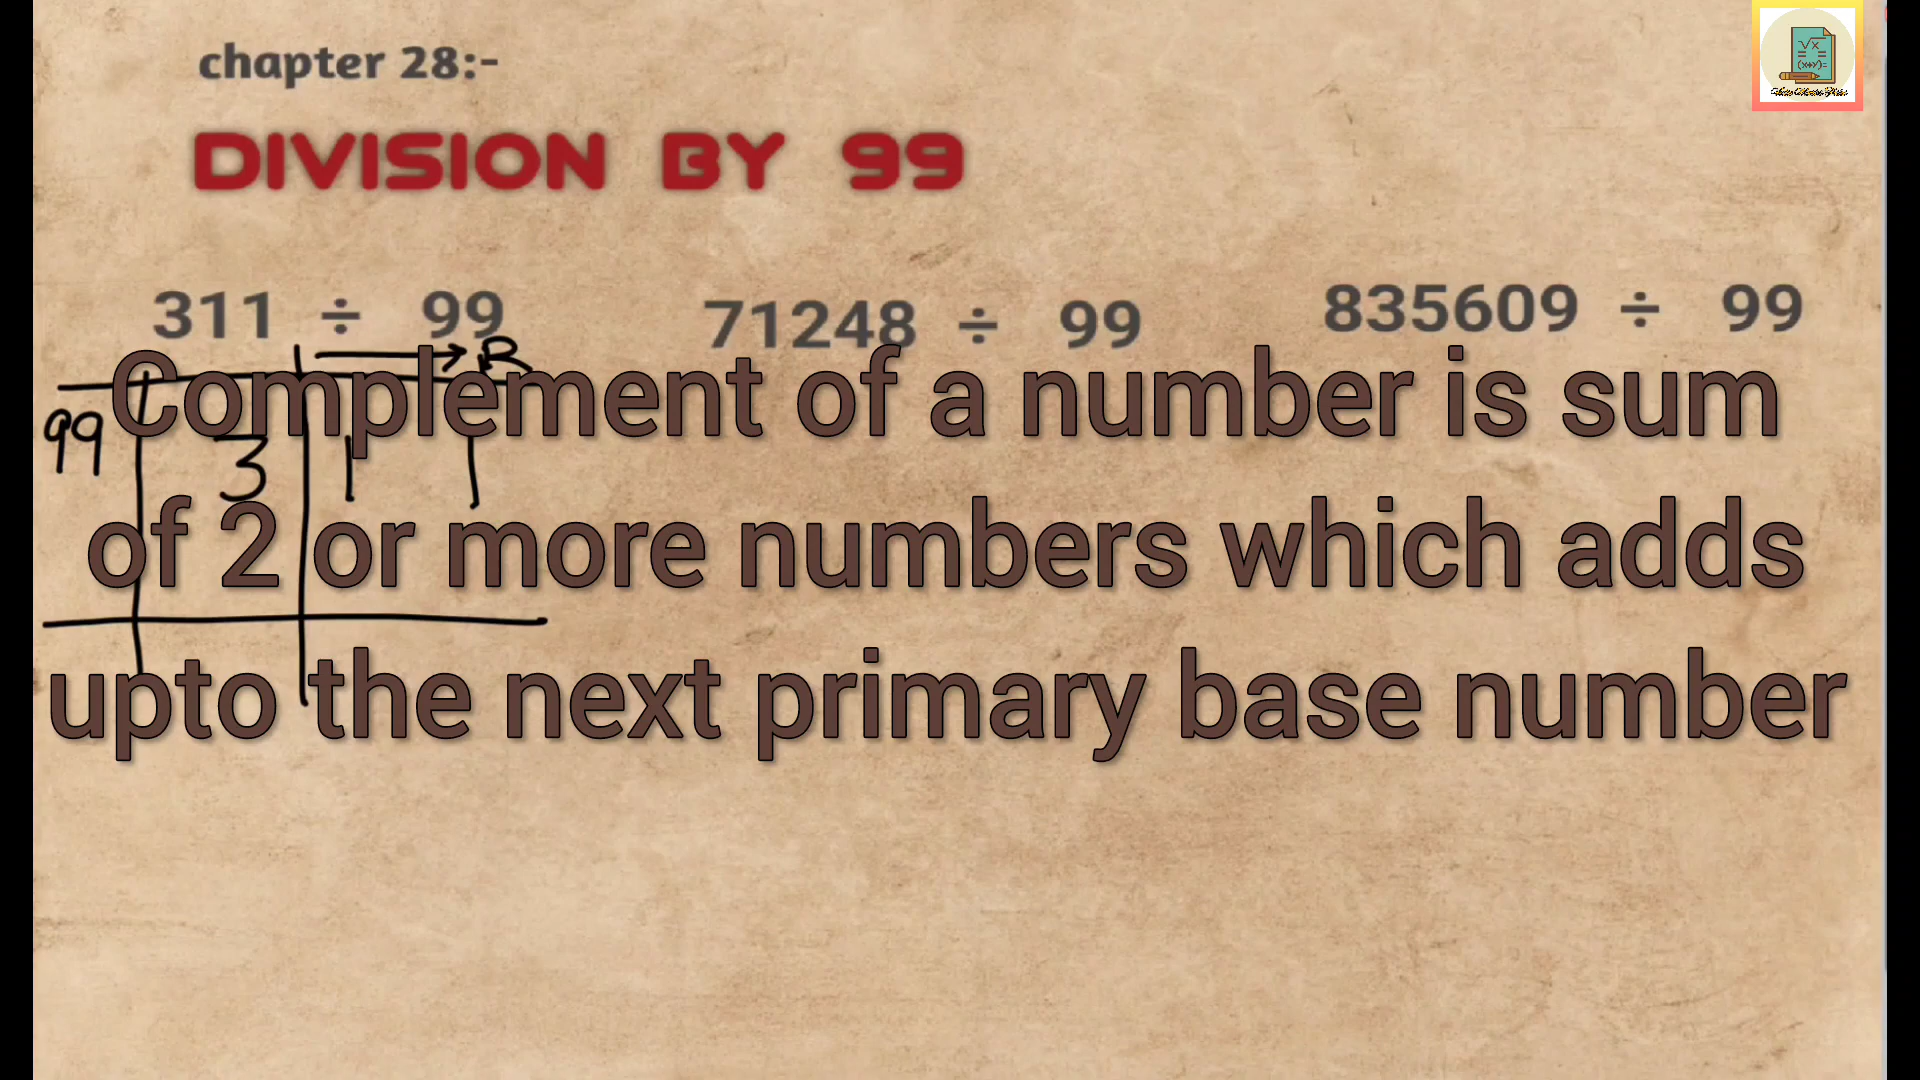 chapter 28:-
DIVISION BY 99
311 ÷ 99
71248 ÷ 99
835609 ÷ 99
R
99 3 1 1
Complement of a number is sum
of 2 or more numbers which adds
upto the next primary base number